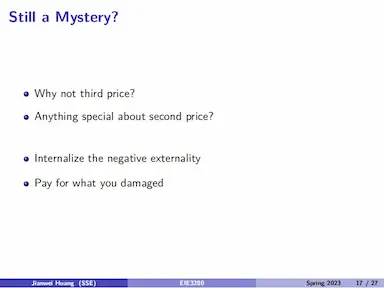 Still a Mystery?
Why not third price?
Anything special about second price?
Internalize the negative externality
Pay for what you damaged
Jianwei Huang (SSE) EIE3280 Spring 2023 17 / 27